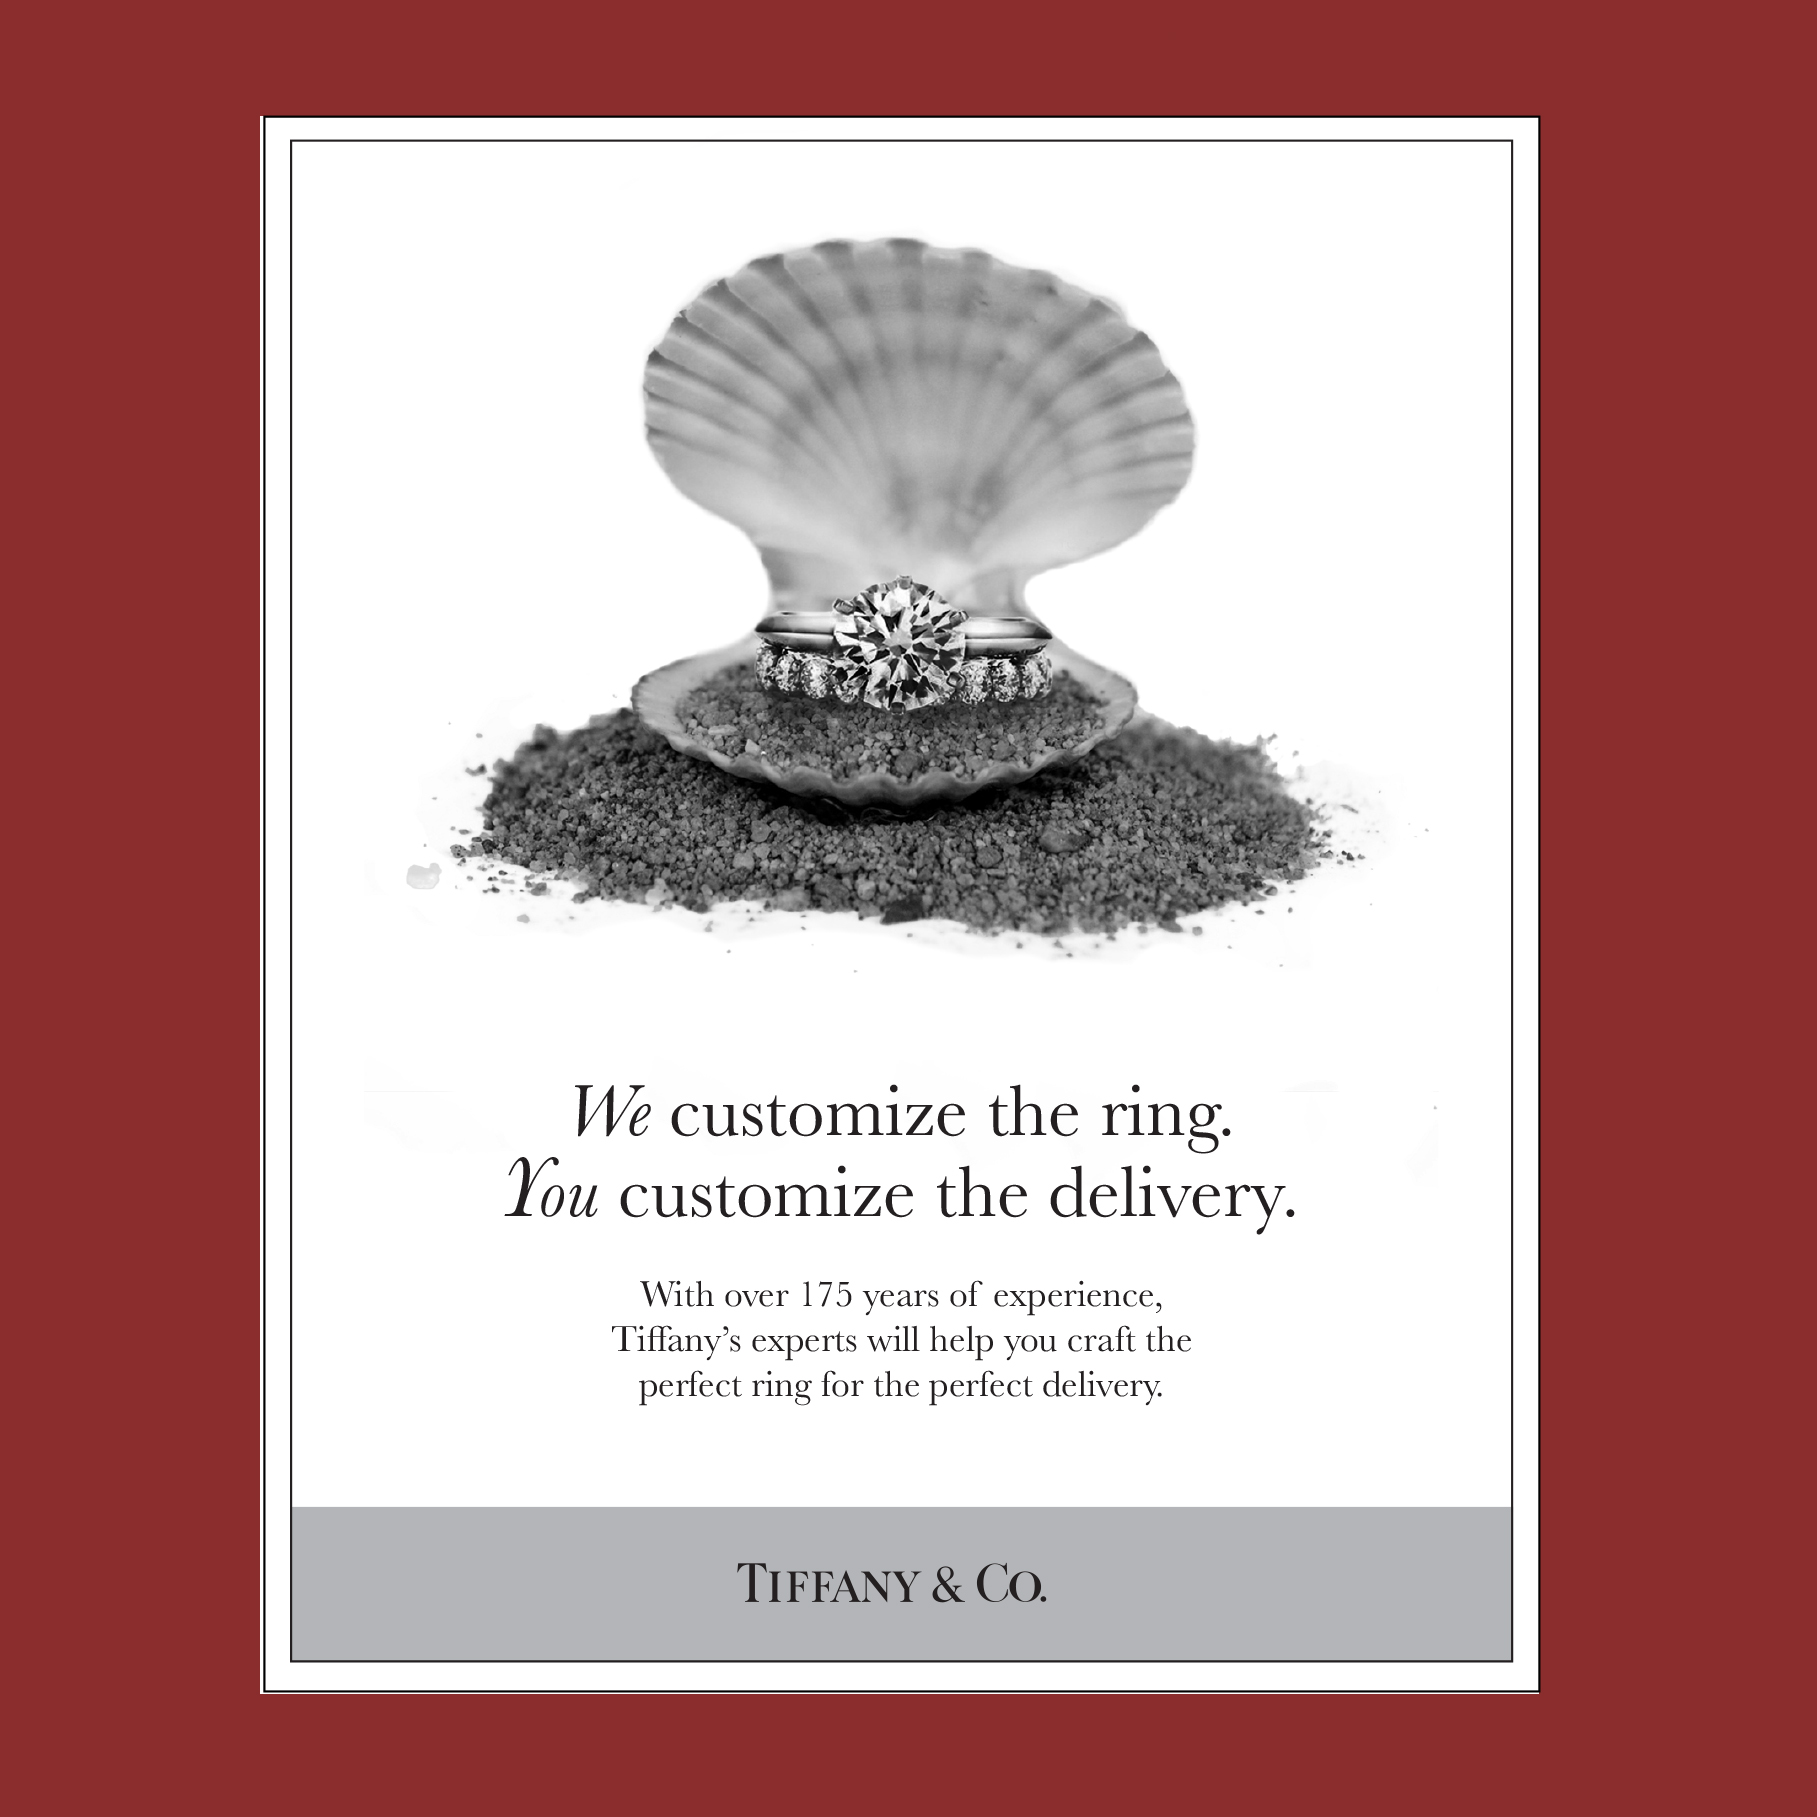 We customize the ring.
You customize the delivery.
With over 175 years of experience,
Tiffany’s experts will help you craft the
perfect ring for the perfect delivery.
TIFFANY & CO.